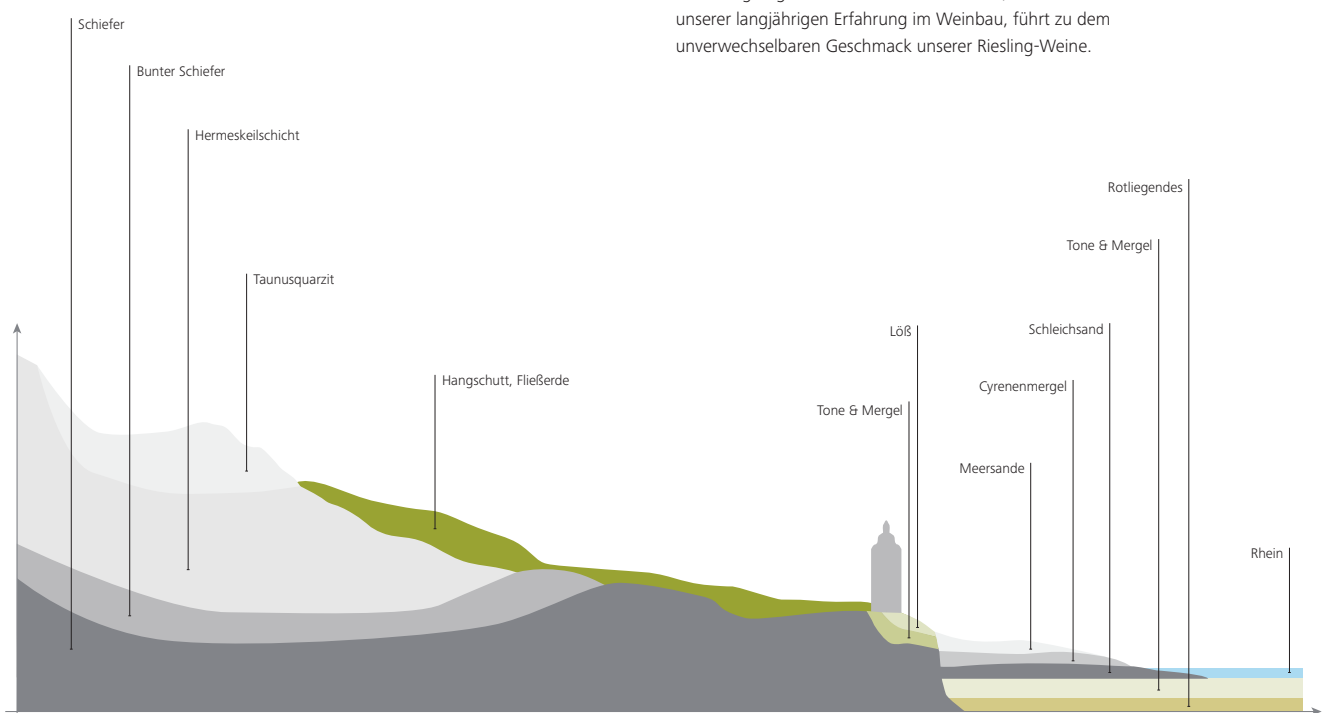 unserer langjährigen Erfahrung im Weinbau, führt zu dem
unverwechselbaren Geschmack unserer Riesling-Weine.
Schiefer
Bunter Schiefer
Hermeskeilschicht
Rotliegendes
Tone & Mergel
Taunusquarzit
Löß
Schleichsand
Hangschutt, Fließerde
Cyrenenmergel
Tone & Mergel
Meersande
Rhein